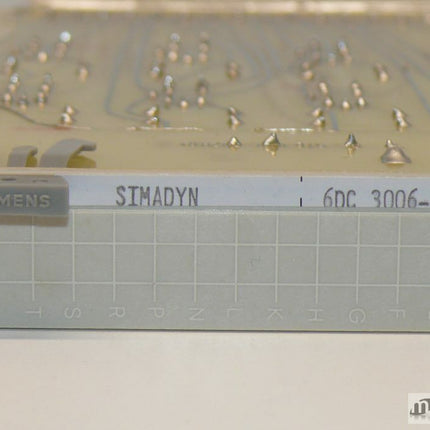 MENS SIMADYN 6DC 3006-
T S R P N L K H G F